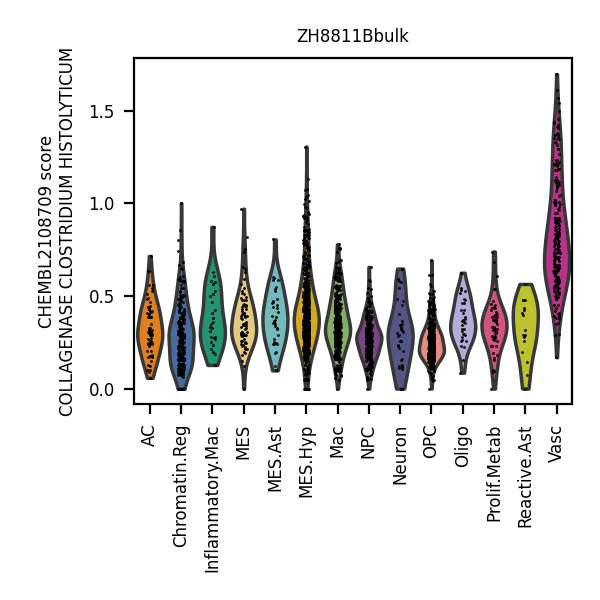 ZH8811Bbulk
CHEMBL2108709 score
COLLAGENASE CLOSTRIDIUM HISTOLYTICUM
1.5
1.0
0.5
0.0
AC
Chromatin.Reg
Inflammatory.Mac
MES
MES.Ast
MES.Hyp
Mac
NPC
Neuron
OPC
Oligo
Prolif.Metab
Reactive.Ast
Vasc